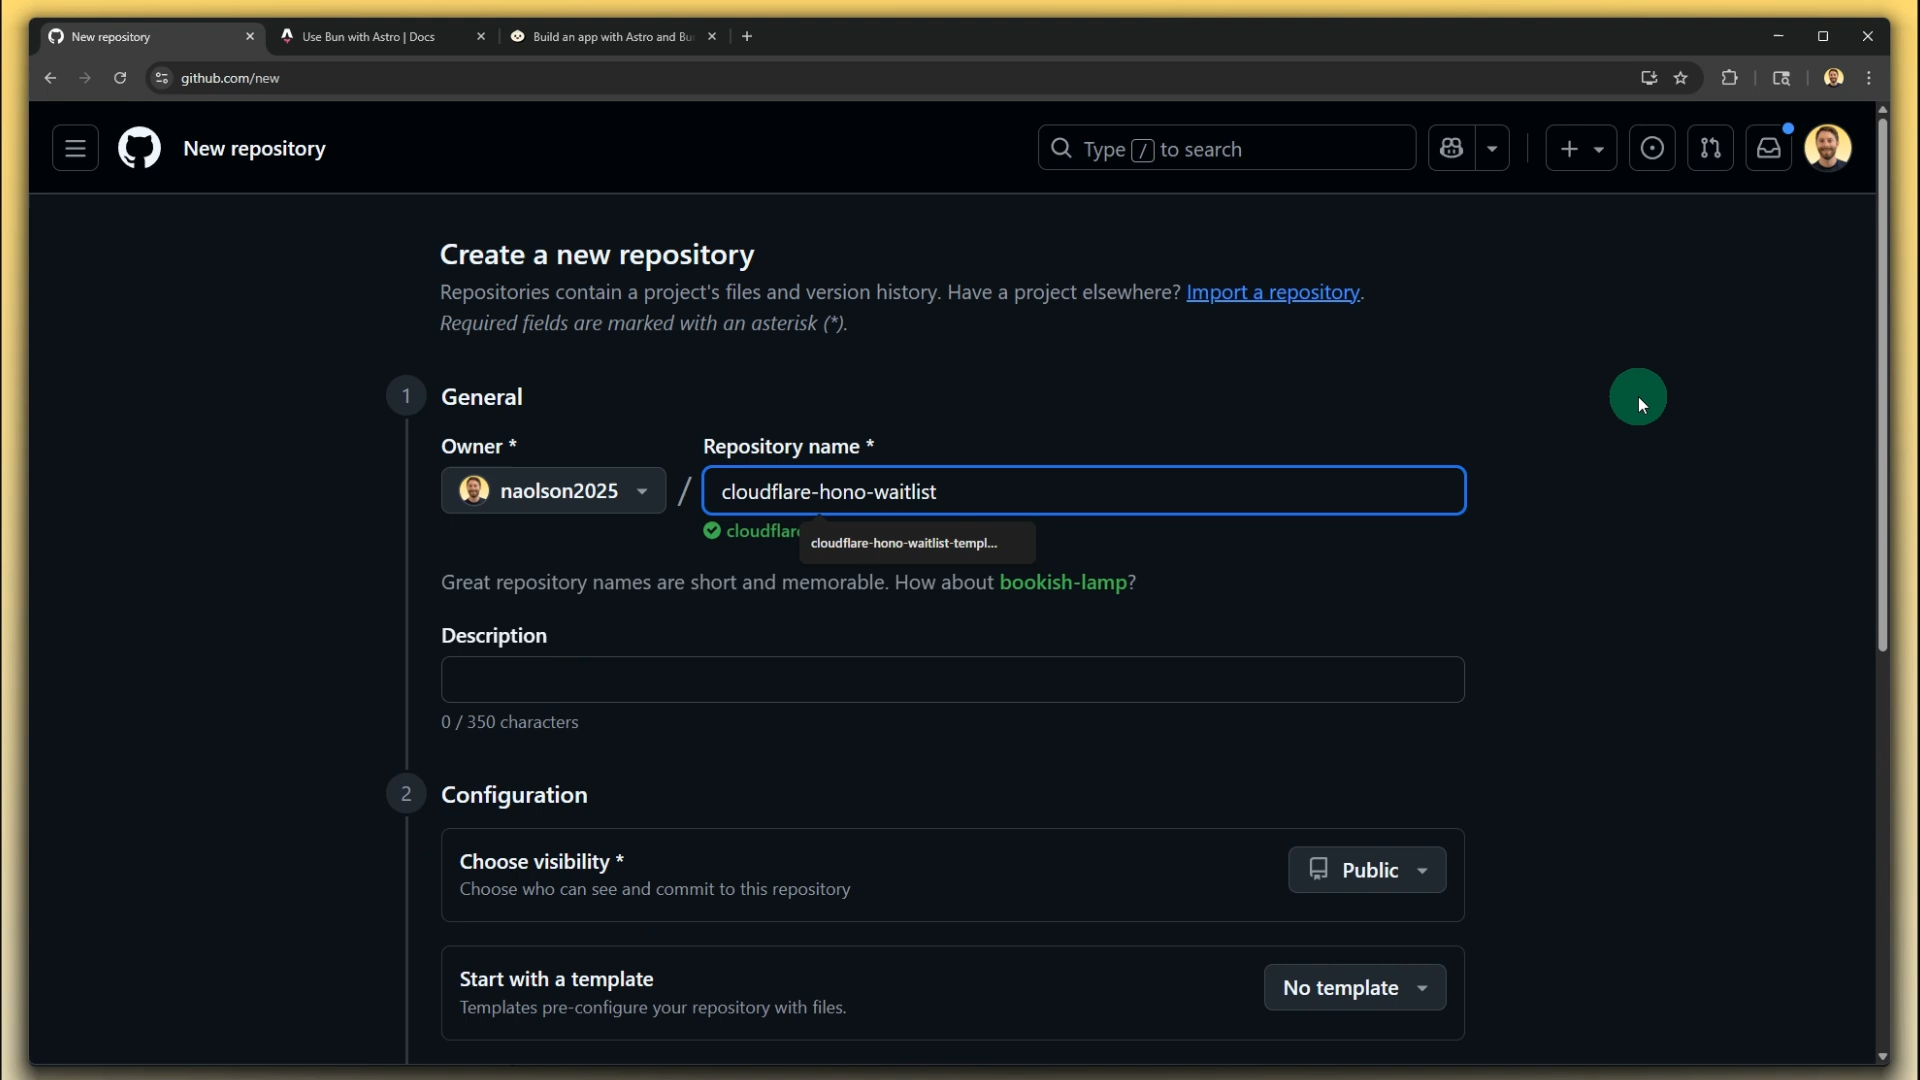 New repository
Use Bun with Astro | Docs
Build an app with Astro and Bu
github.com/new
New repository
Type / to search
Create a new repository
Repositories contain a project's files and version history. Have a project elsewhere? Import a repository.
Required fields are marked with an asterisk (*).
1 General
Owner * Repository name *
naolson2025 / cloudflare-hono-waitlist
cloudflare
cloudflare-hono-waitlist-templ...
Great repository names are short and memorable. How about bookish-lamp?
Description
0 / 350 characters
2 Configuration
Choose visibility *
Public
Choose who can see and commit to this repository
Start with a template
No template
Templates pre-configure your repository with files.